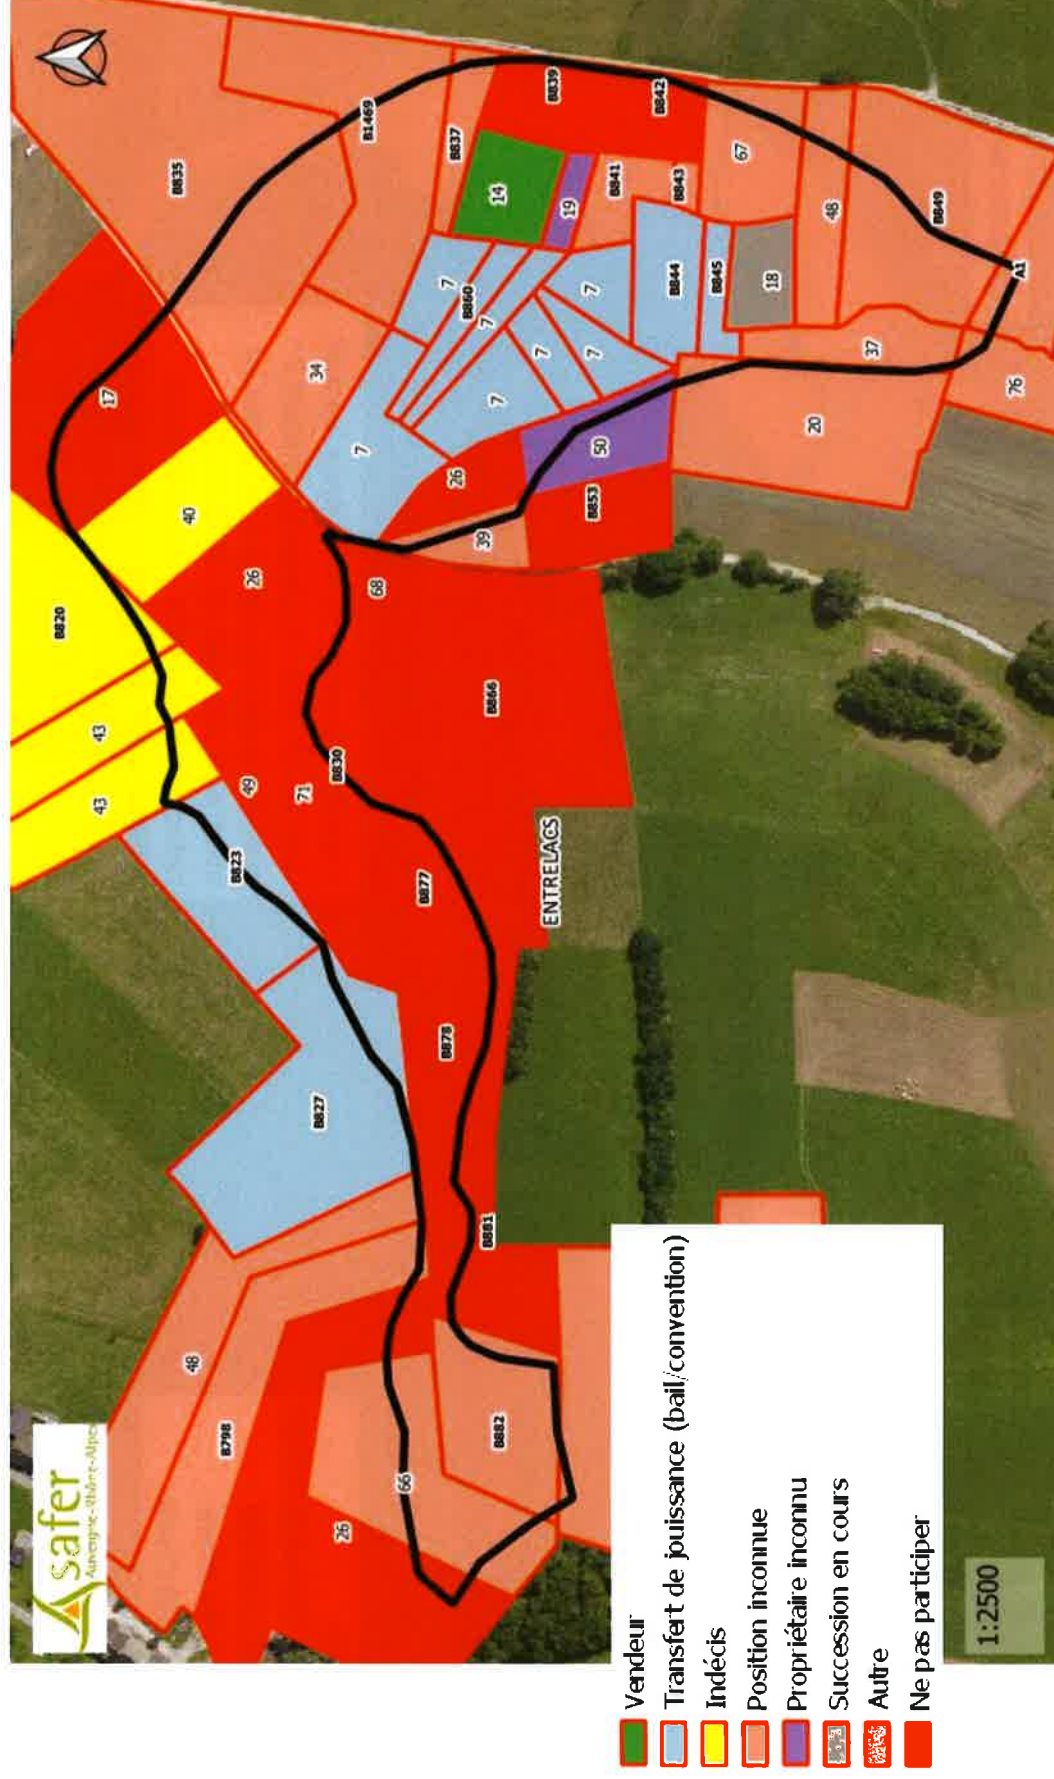 safer
Auvergne-Rhône-Alpes
48
B798
26
66
B882
B881
B827
B823
B878
B877
ENTRELACS
43
43
B820
49
71
B830
B866
68
26
40
17
39
26
B853
50
7
34
7
7
7
7
7
B860
7
B835
B1469
B837
14
19
B839
B842
B841
B843
B844
B845
18
67
48
B849
A1
37
20
76
Vendeur
Transfert de jouissance (bail/convention)
Indécis
Position inconnue
Propriétaire inconnu
Succession en cours
Autre
Ne pas participer
1:2500